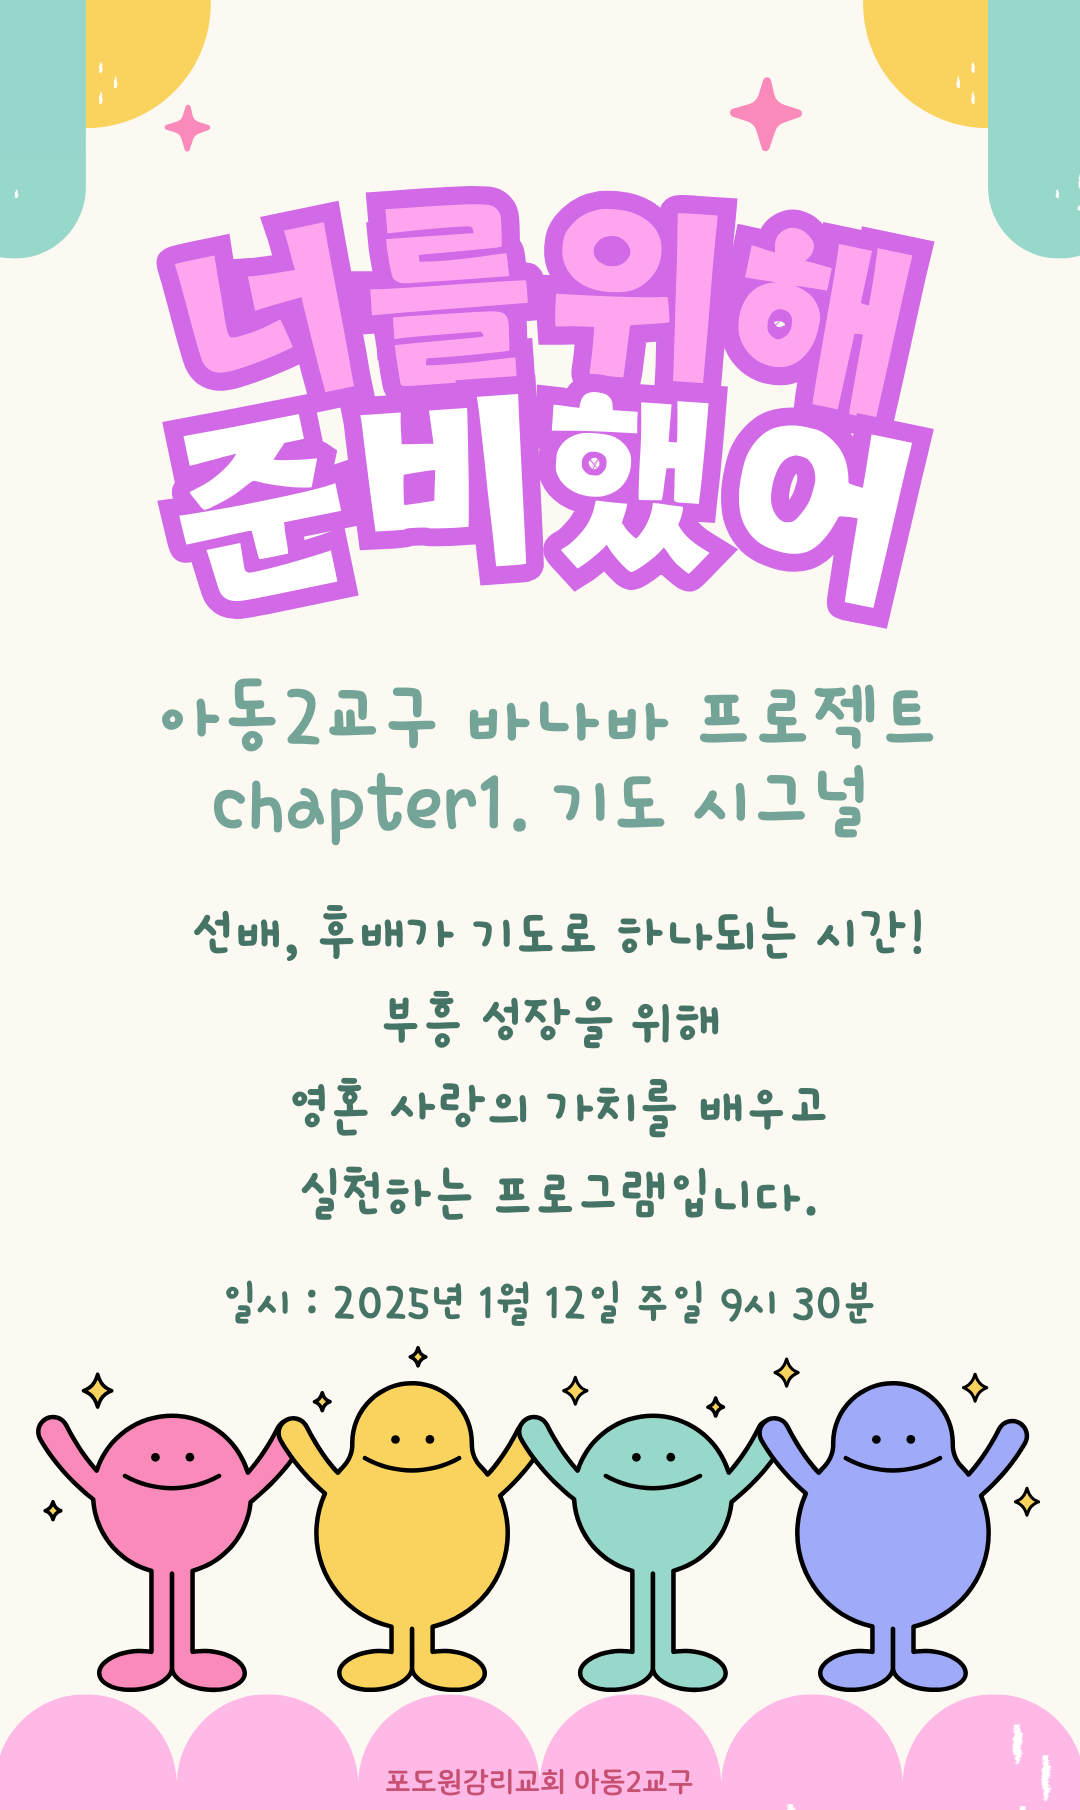 너를위해
준비했어
아동2교구 바나바 프로젝트
chapter1. 기도 시그널
선배, 후배가 기도로 하나되는 시간!
부흥 성장을 위해
영혼 사랑의 가치를 배우고
실천하는 프로그램입니다.
일시 : 2025년 1월 12일 주일 9시 30분
포도원감리교회 아동2교구